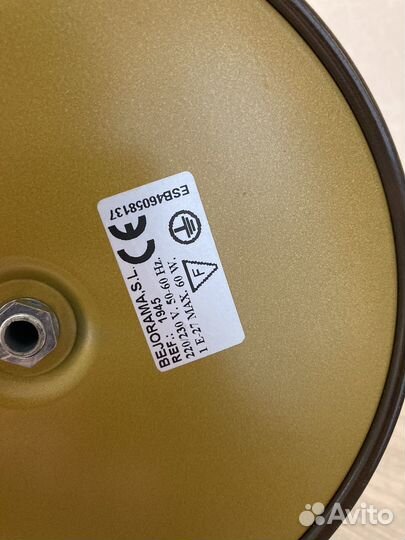 BEJORAMA,S.L.
REF.: 1945
220-230 V. 50-60 Hz.
1 E-27 MAX. 60 W.
CE
F
ESB46058137
Avito